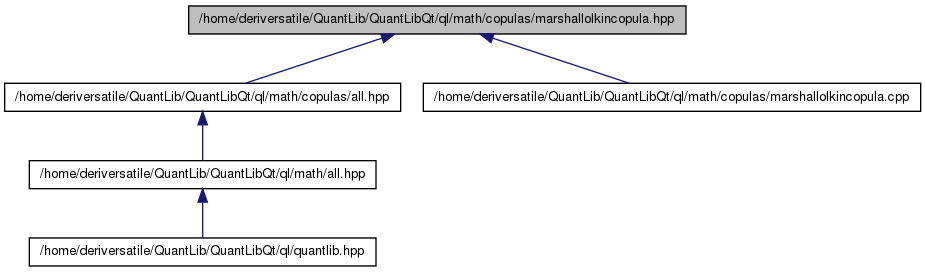 /home/deriversatile/QuantLib/QuantLibQt/ql/math/copulas/marshallolkincopula.hpp
/home/deriversatile/QuantLib/QuantLibQt/ql/math/copulas/all.hpp
/home/deriversatile/QuantLib/QuantLibQt/ql/math/copulas/marshallolkincopula.cpp
/home/deriversatile/QuantLib/QuantLibQt/ql/math/all.hpp
/home/deriversatile/QuantLib/QuantLibQt/ql/quantlib.hpp